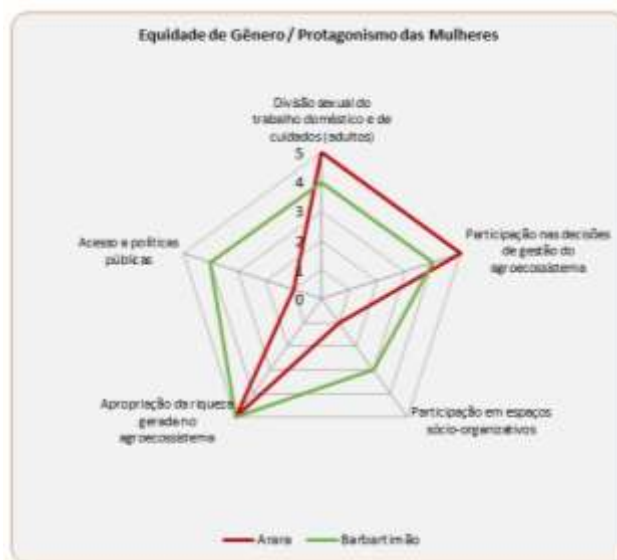 Equidade de Gênero / Protagonismo das Mulheres
Divisão sexual do
trabalho doméstico e de
cuidados (adultos)
5
4
3
2
1
0
Participação nas decisões
de gestão do
agroecossistema
Participação em espaços
sócio-organizativos
Apropriação da riqueza
gerada no
agroecossistema
Acesso a políticas
públicas
Arara
Barbartimão